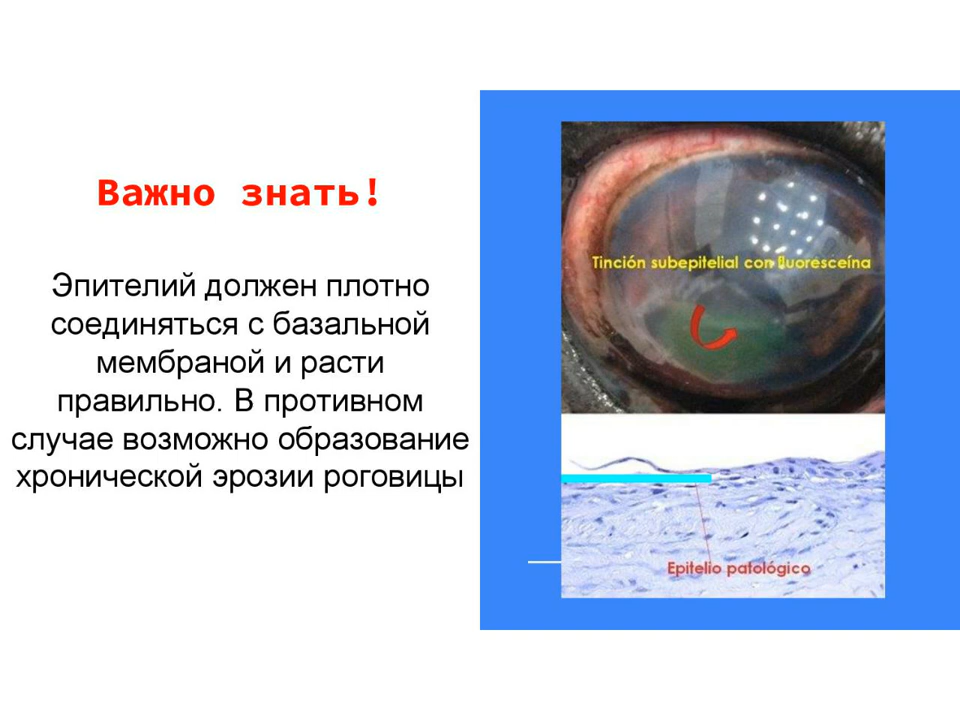 Важно знать!
Эпителий должен плотно
соединяться с базальной
мембраной и расти
правильно. В противном
случае возможно образование
хронической эрозии роговицы
Tinción subepitelial con fluoresceína
Epitelio patológico